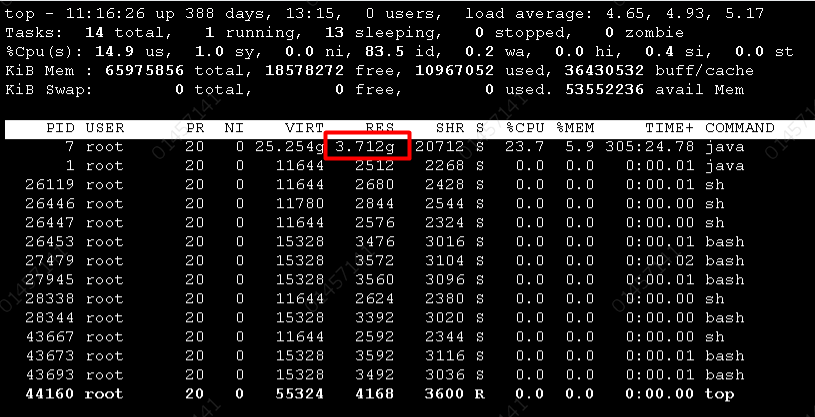 top - 11:16:26 up 388 days, 13:15,  0 users,  load average: 4.65, 4.93, 5.17
Tasks:  14 total,   1 running,  13 sleeping,   0 stopped,   0 zombie
%Cpu(s): 14.9 us,  1.0 sy,  0.0 ni, 83.5 id,  0.2 wa,  0.0 hi,  0.4 si,  0.0 st
KiB Mem : 65975856 total, 18578272 free, 10967052 used, 36430532 buff/cache
KiB Swap:        0 total,        0 free,        0 used. 53552236 avail Mem
PID USER      PR  NI    VIRT    RES    SHR S  %CPU %MEM     TIME+ COMMAND
7 root      20   0 25.254g 3.712g  20712 S  23.7  5.9 305:24.78 java
1 root      20   0   11644   2512   2268 S   0.0  0.0   0:00.01 java
26119 root      20   0   11644   2680   2428 S   0.0  0.0   0:00.01 sh
26446 root      20   0   11780   2844   2544 S   0.0  0.0   0:00.00 sh
26447 root      20   0   11644   2576   2324 S   0.0  0.0   0:00.00 sh
26453 root      20   0   15328   3476   3016 S   0.0  0.0   0:00.01 bash
27479 root      20   0   15328   3572   3104 S   0.0  0.0   0:00.02 bash
27945 root      20   0   15328   3560   3096 S   0.0  0.0   0:00.01 bash
28338 root      20   0   11644   2624   2380 S   0.0  0.0   0:00.00 sh
28344 root      20   0   15328   3392   3020 S   0.0  0.0   0:00.00 bash
43667 root      20   0   11644   2592   2344 S   0.0  0.0   0:00.00 sh
43673 root      20   0   15328   3592   3116 S   0.0  0.0   0:00.01 bash
43693 root      20   0   15328   3492   3036 S   0.0  0.0   0:00.01 bash
44160 root      20   0   55324   4168   3600 R   0.0  0.0   0:00.00 top